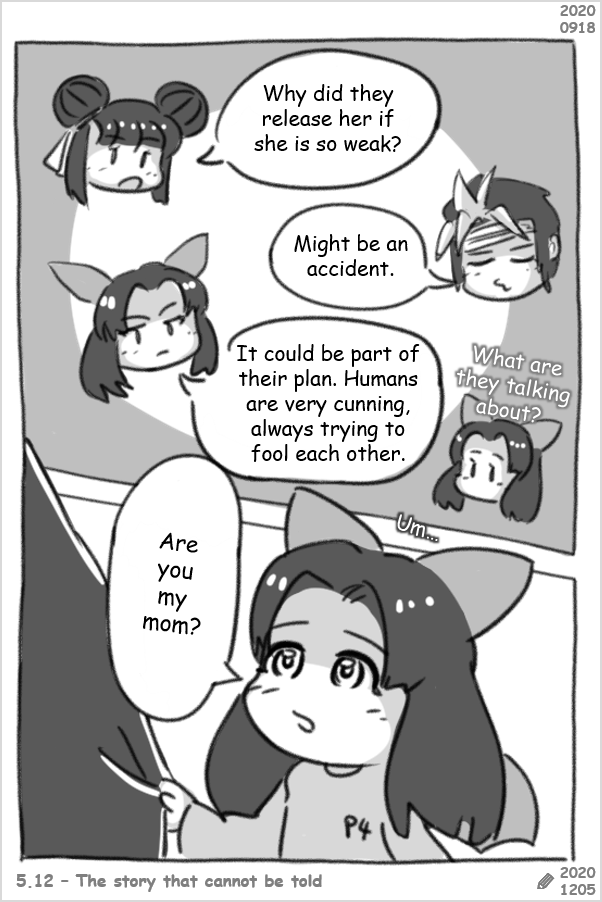 2020
0918
Why did they
release her if
she is so weak?
Might be an
accident.
It could be part of
their plan. Humans
are very cunning,
always trying to
fool each other.
What are
they talking
about?
Um...
Are
you
my
mom?
P4
5.12 – The story that cannot be told
2020
1205